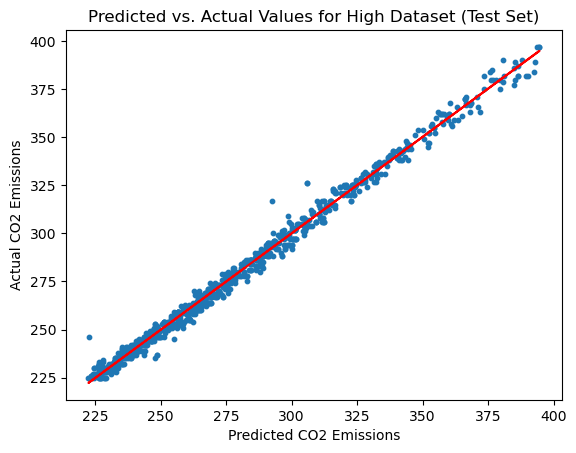 Predicted vs. Actual Values for High Dataset (Test Set)
400
375
350
325
300
275
250
225
Actual CO2 Emissions
225 250 275 300 325 350 375 400
Predicted CO2 Emissions